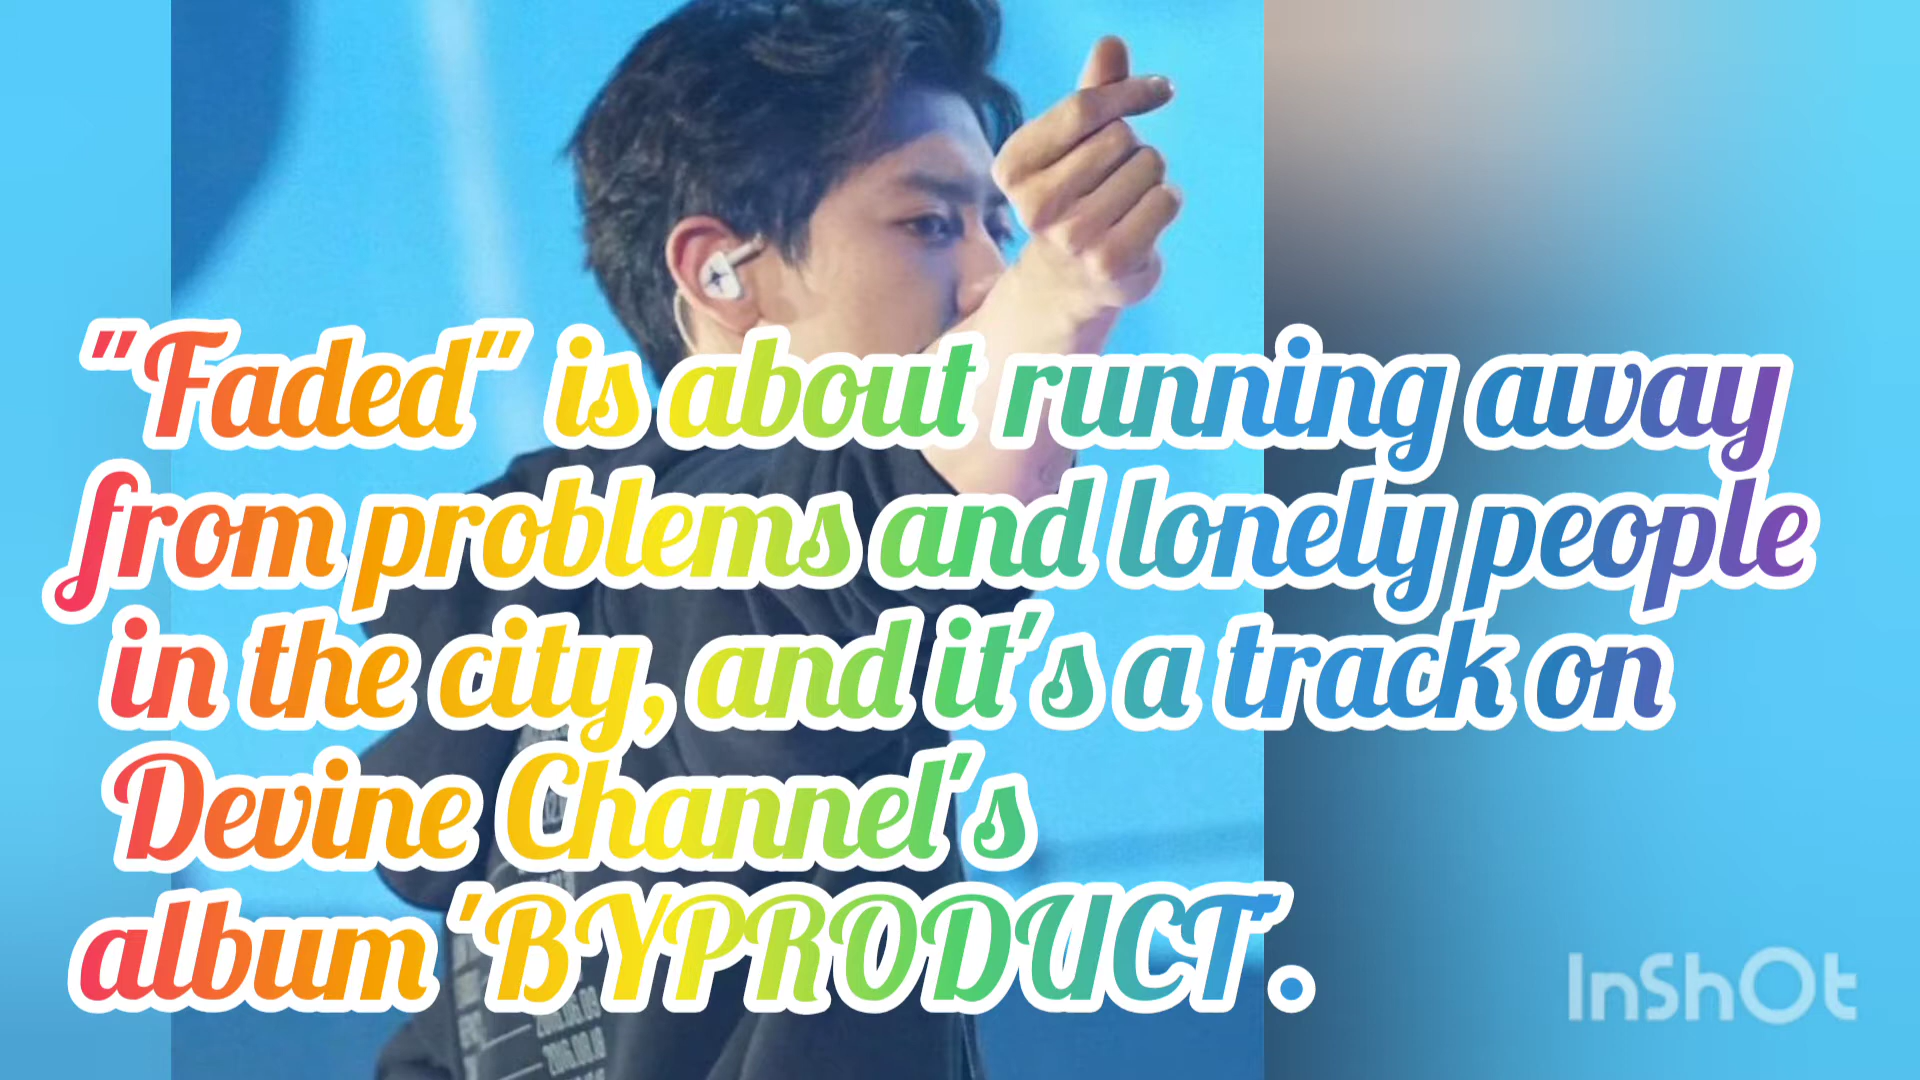 "Faded" is about running away
from problems and lonely people
in the city, and it's a track on
Devine Channel's
album 'BYPRODUCT'.
InShOt